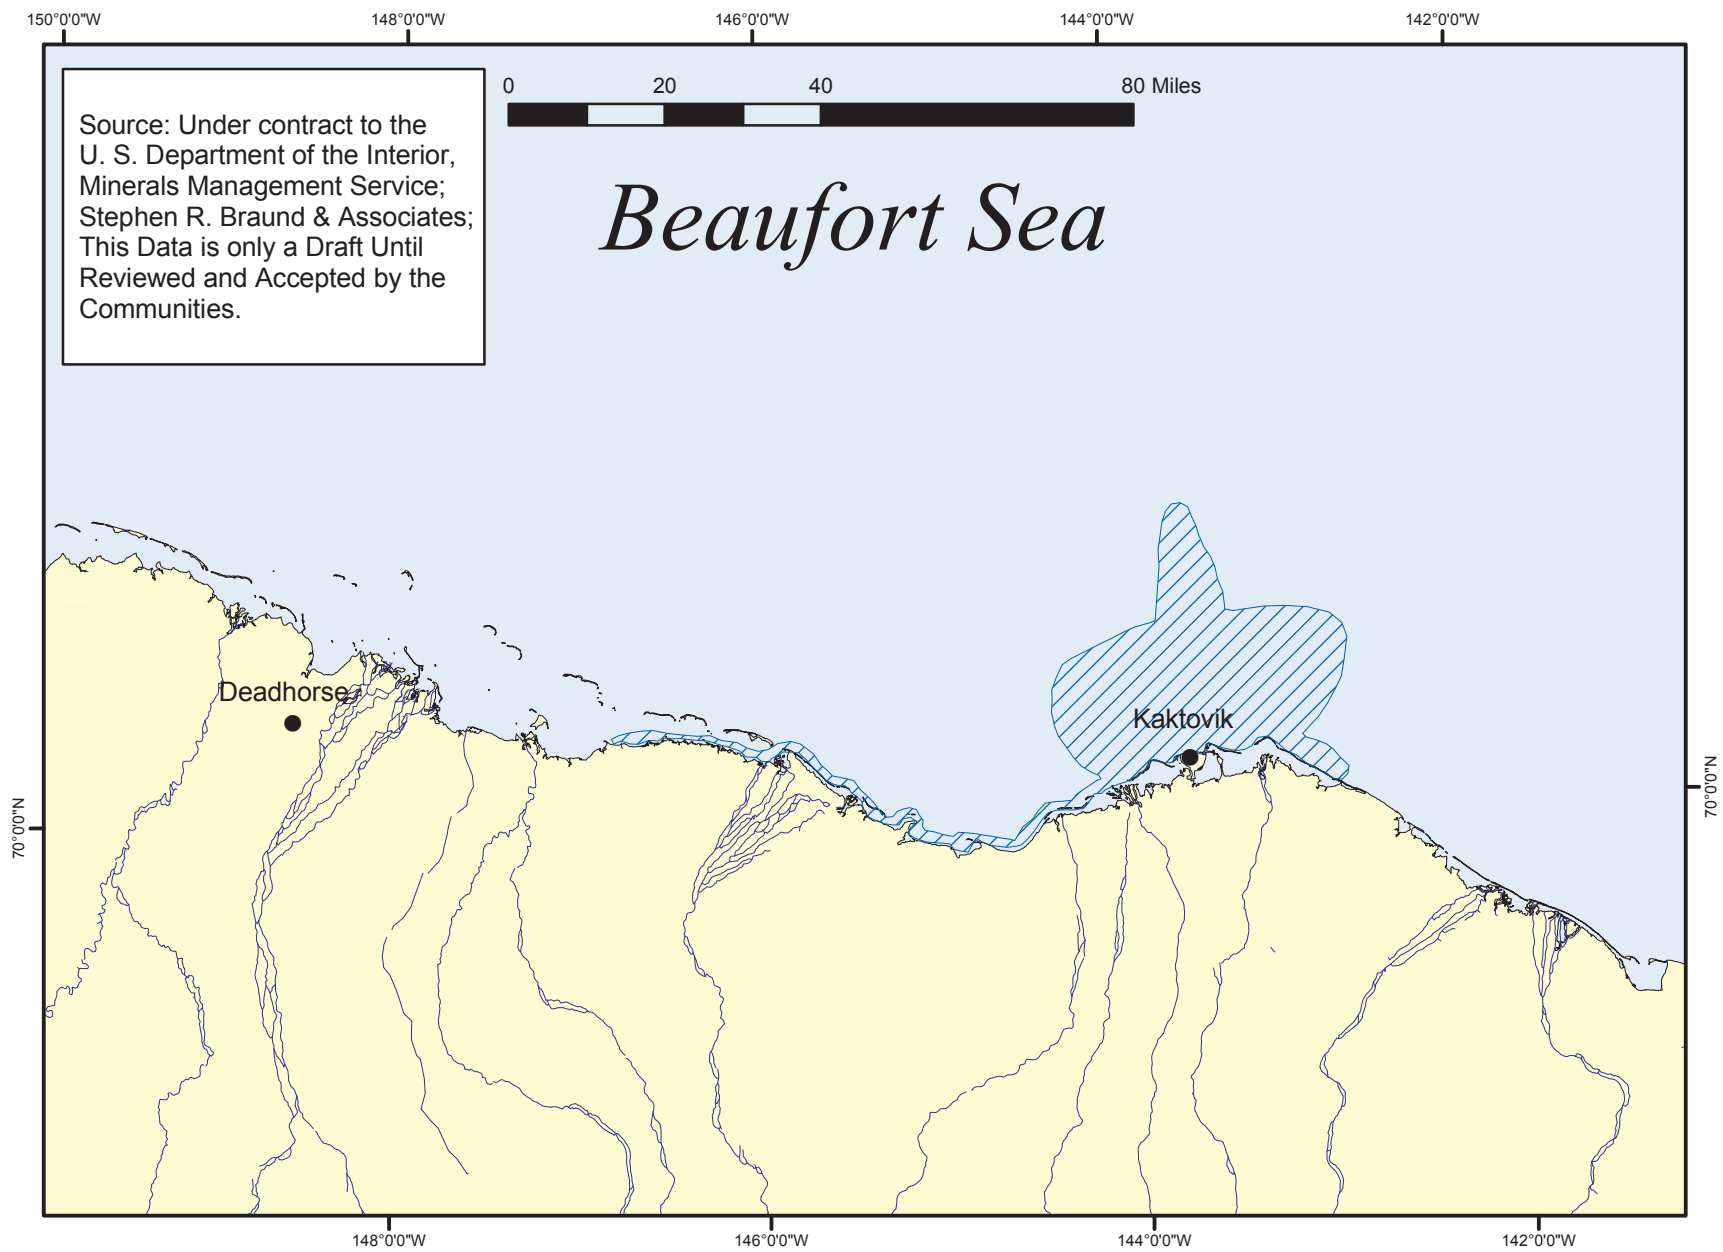 150°0'0"W 148°0'0"W 146°0'0"W 144°0'0"W 142°0'0"W
0 20 40 80 Miles
Source: Under contract to the
U. S. Department of the Interior,
Minerals Management Service;
Stephen R. Braund & Associates;
This Data is only a Draft Until
Reviewed and Accepted by the
Communities.
Beaufort Sea
Deadhorse
Kaktovik
70°0'0"N
70°0'0"N
148°0'0"W 146°0'0"W 144°0'0"W 142°0'0"W